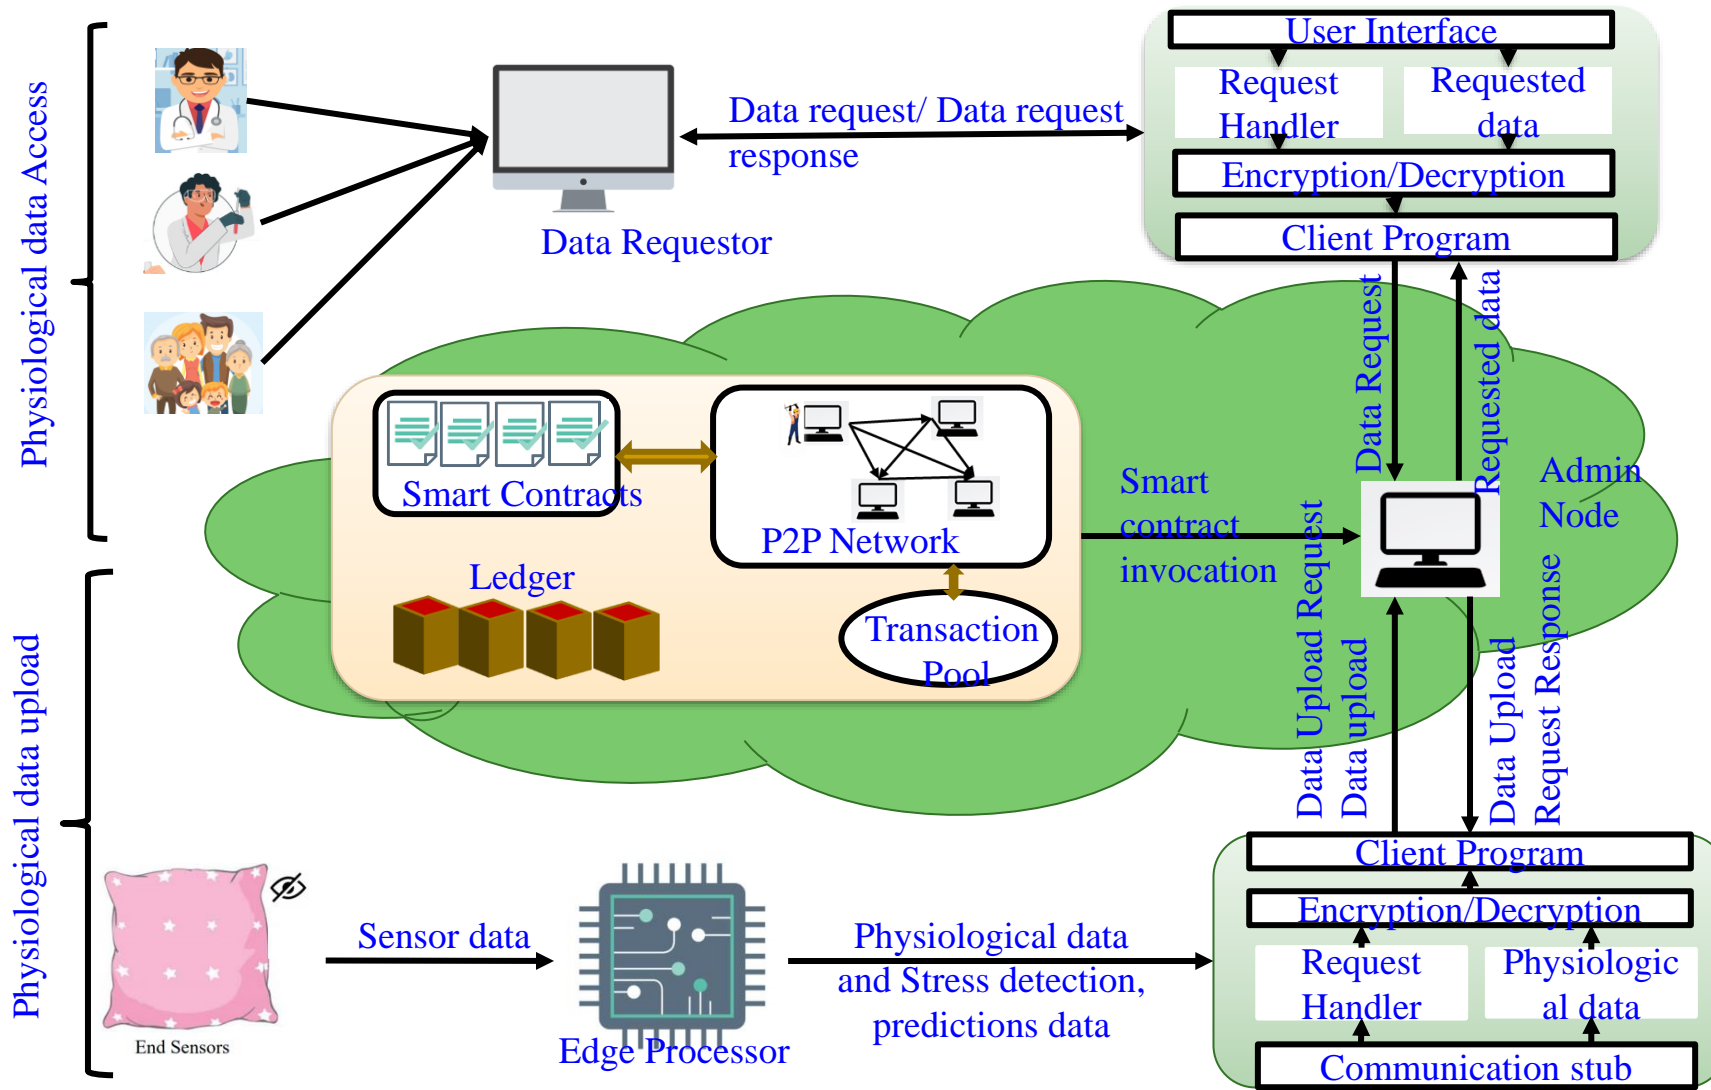 Physiological data Access
Data Requestor
Data request/ Data request
response
User Interface
Request
Handler
Requested
data
Encryption/Decryption
Client Program
Data Request
Requested data
Smart Contracts
P2P Network
Ledger
Transaction
Pool
Smart
contract
invocation
Admin
Node
Data Upload Request
Data upload
Data Upload
Request Response
Physiological data upload
End Sensors
Sensor data
Edge Processor
Physiological data
and Stress detection,
predictions data
Client Program
Encryption/Decryption
Request
Handler
Physiologic
al data
Communication stub